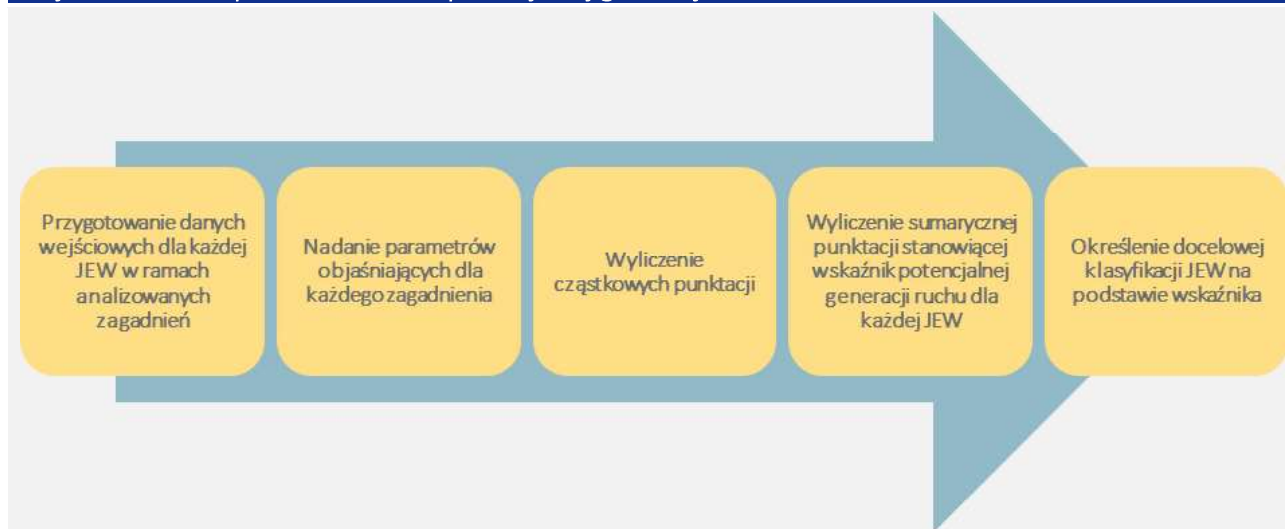 Przygotowanie danych
wejściowych dla każdej
JEW w ramach
analizowanych
zagadnień
Nadanie parametrów
objaśniających dla
każdego zagadnienia
Wyliczenie
cząstkowych punktacji
Wyliczenie sumarycznej
punktacji stanowiącej
wskaźnik potencjalnej
generacji ruchu dla
każdej JEW
Określenie docelowej
klasyfikacji JEW na
podstawie wskaźnika